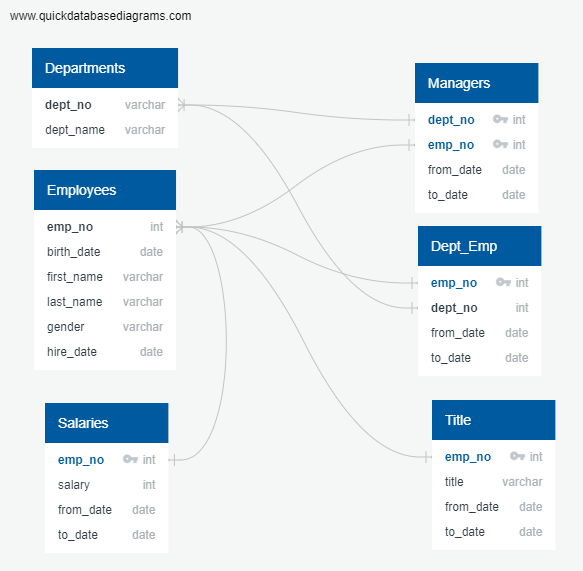 www.quickdatabasediagrams.com
Departments
dept_no varchar
dept_name varchar
Employees
emp_no int
birth_date date
first_name varchar
last_name varchar
gender varchar
hire_date date
Salaries
emp_no int
salary int
from_date date
to_date date
Managers
dept_no int
emp_no int
from_date date
to_date date
Dept_Emp
emp_no int
dept_no int
from_date date
to_date date
Title
emp_no int
title varchar
from_date date
to_date date